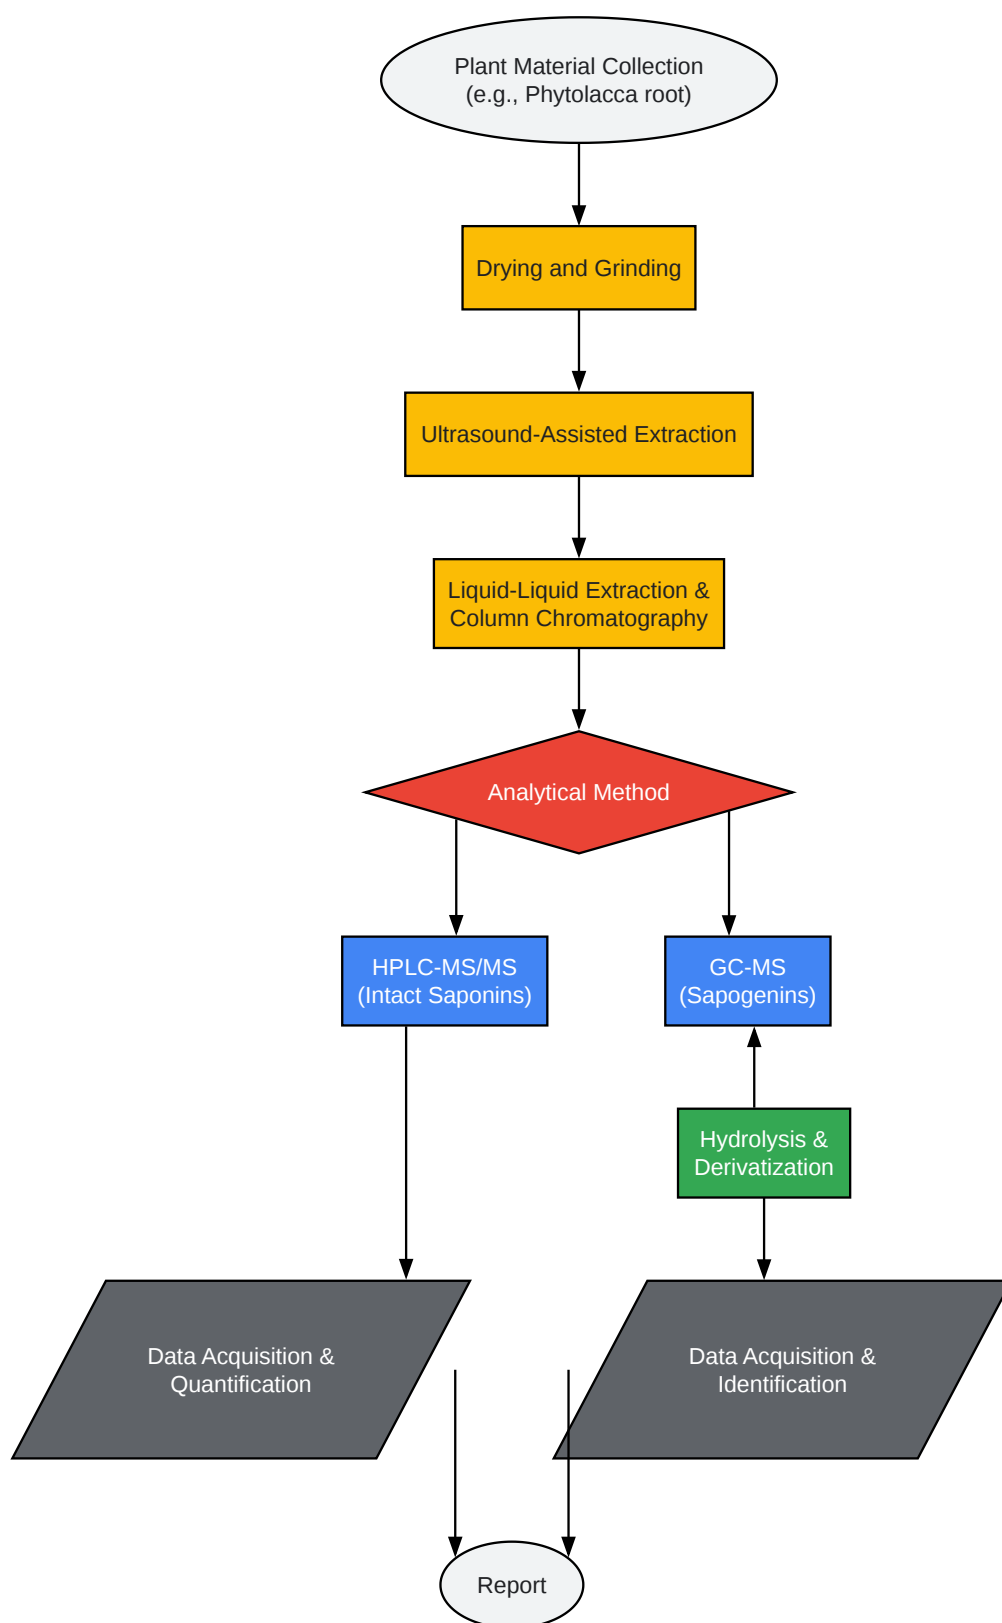 Plant Material Collection
(e.g., Phytolacca root)
Drying and Grinding
Ultrasound-Assisted Extraction
Liquid-Liquid Extraction &
Column Chromatography
Analytical Method
HPLC-MS/MS
(Intact Saponins)
GC-MS
(Sapogenins)
Hydrolysis &
Derivatization
Data Acquisition &
Quantification
Data Acquisition &
Identification
Report